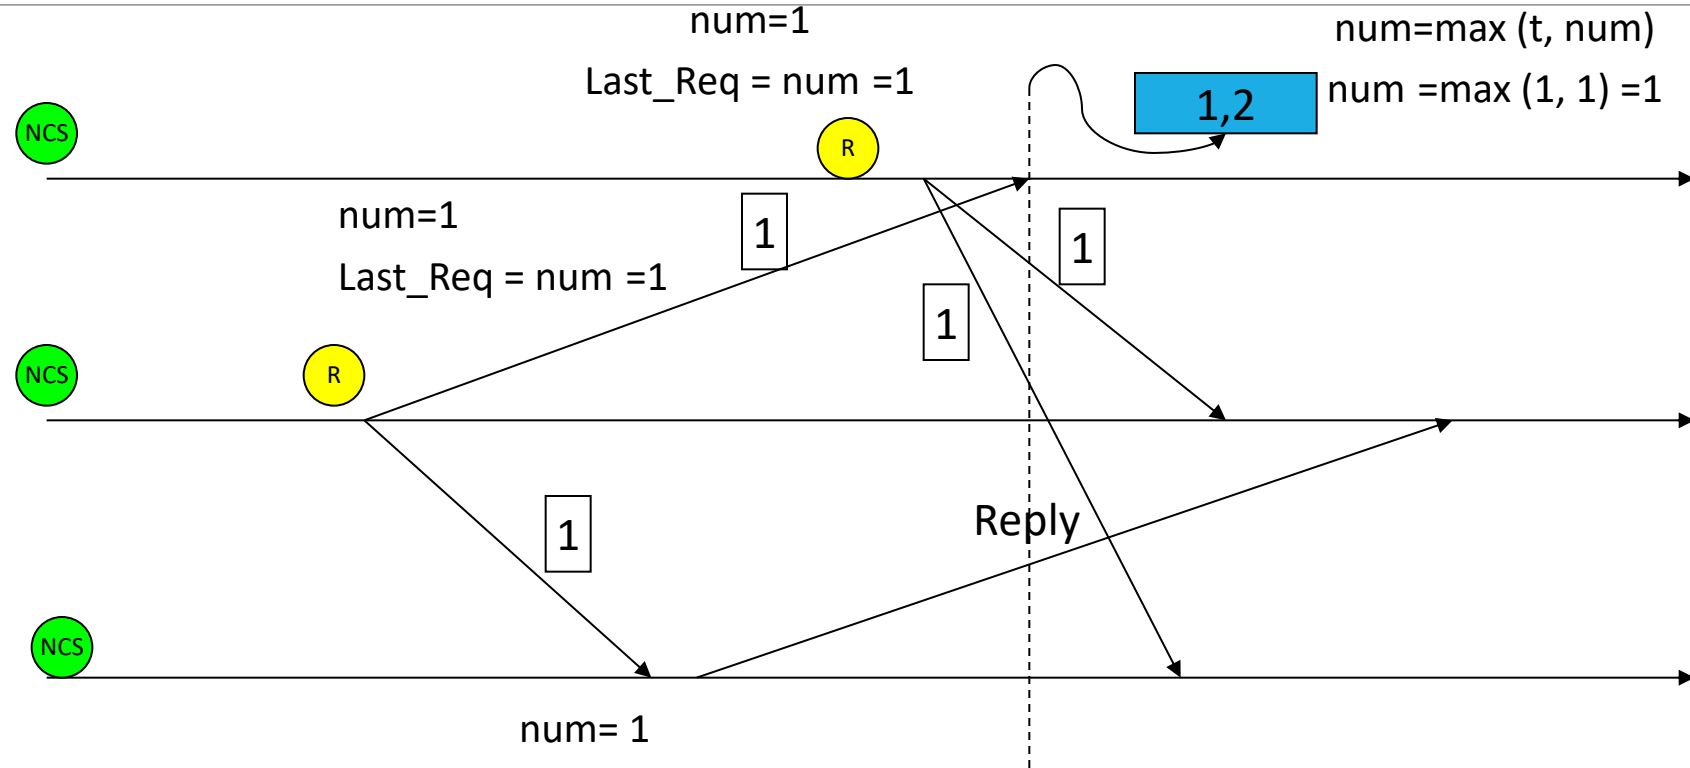 num=1
num=max (t, num)
Last_Req = num =1
num =max (1, 1) =1
1,2
NCS
R
num=1
1
1
Last_Req = num =1
1
NCS
R
1
Reply
NCS
num= 1